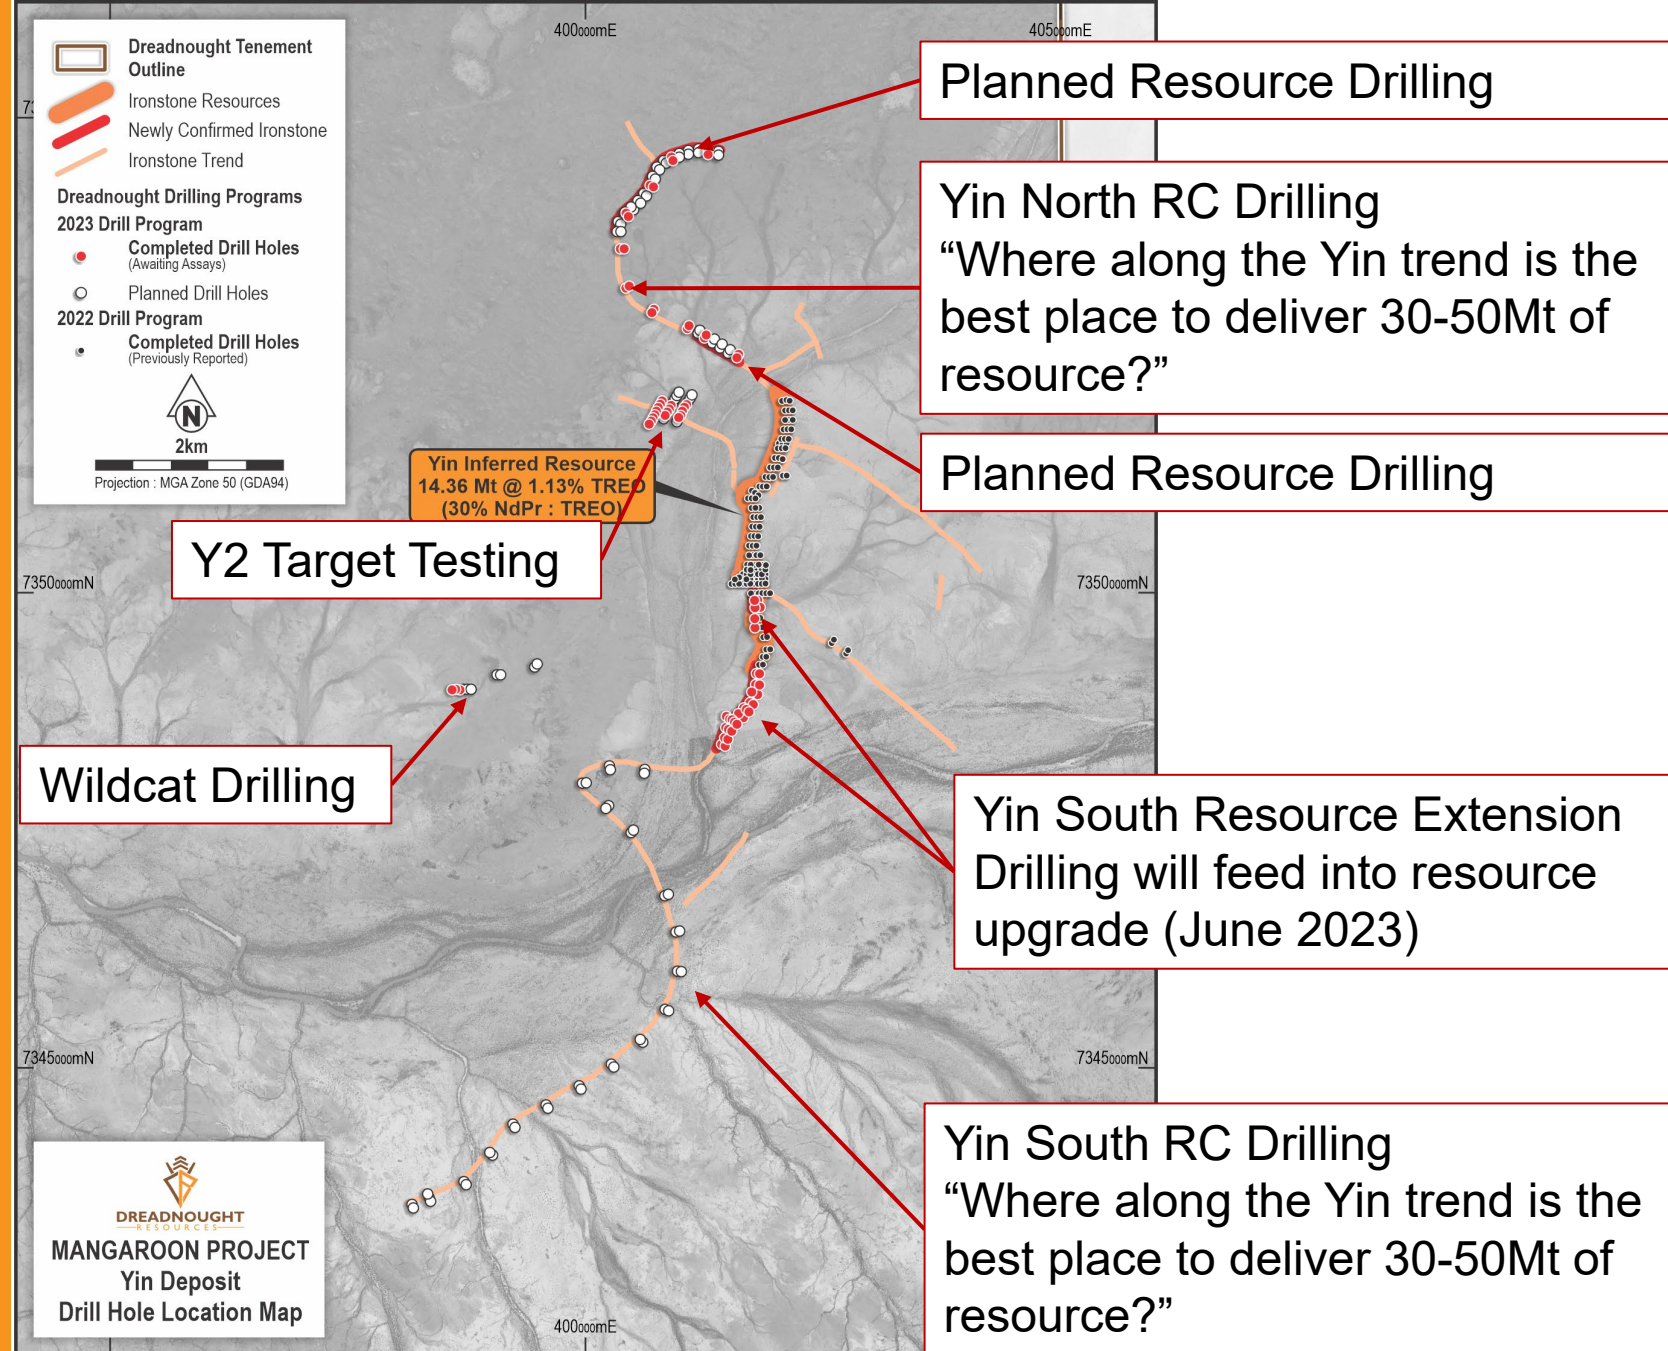 400000mE
405000mE
Dreadnought Tenement
Outline
Ironstone Resources
Newly Confirmed Ironstone
Ironstone Trend
Dreadnought Drilling Programs
2023 Drill Program
Completed Drill Holes
(Awaiting Assays)
Planned Drill Holes
2022 Drill Program
Completed Drill Holes
(Previously Reported)
N
2km
Projection : MGA Zone 50 (GDA94)
Planned Resource Drilling
Yin North RC Drilling
“Where along the Yin trend is the
best place to deliver 30-50Mt of
resource?”
Planned Resource Drilling
Yin Inferred Resource
14.36 Mt @ 1.13% TREO
(30% NdPr : TREO)
Y2 Target Testing
7350000mN
7350000mN
Wildcat Drilling
Yin South Resource Extension
Drilling will feed into resource
upgrade (June 2023)
7345000mN
7345000mN
Yin South RC Drilling
“Where along the Yin trend is the
best place to deliver 30-50Mt of
resource?”
DREADNOUGHT
RESOURCES
MANGAROON PROJECT
Yin Deposit
Drill Hole Location Map
400000mE